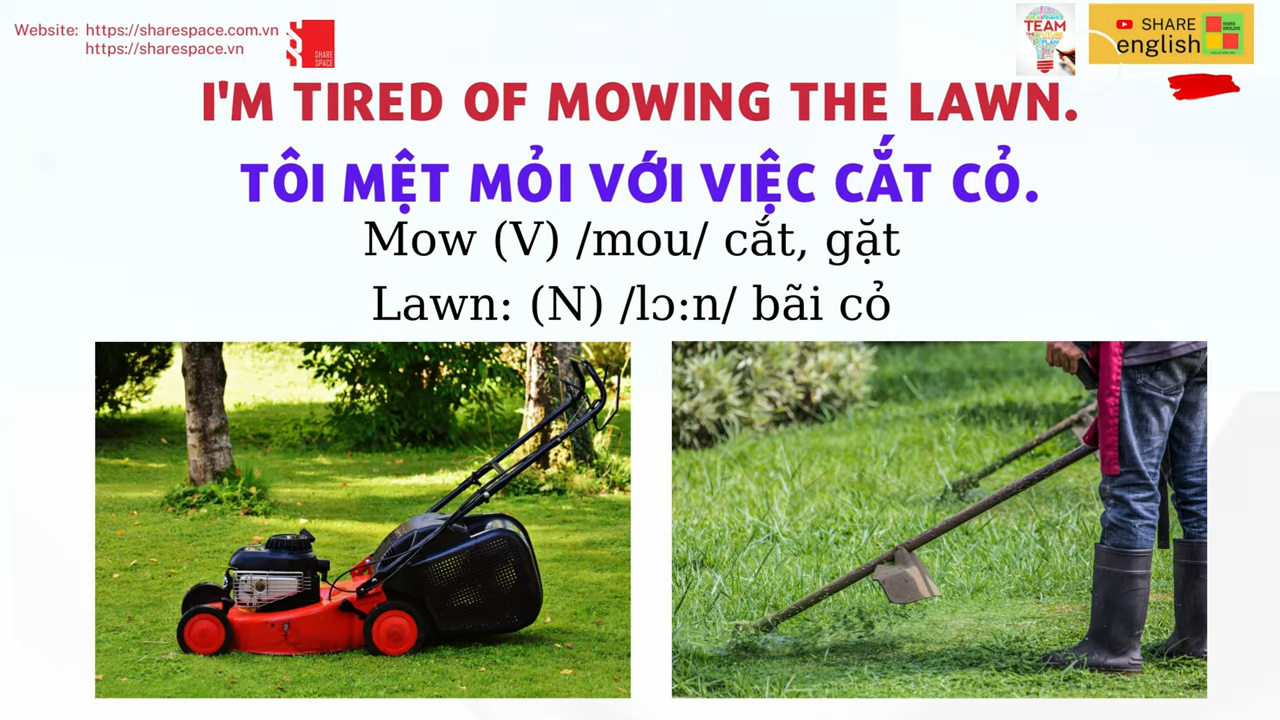 Website: https://sharespace.com.vn
https://sharespace.vn
SHARE
SPACE
TEAM
PLAN
SHARE
english
I'M TIRED OF MOWING THE LAWN.
TÔI MỆT MỎI VỚI VIỆC CẮT CỎ.
Mow (V) /mou/ cắt, gặt
Lawn: (N) /lɔ:n/ bãi cỏ